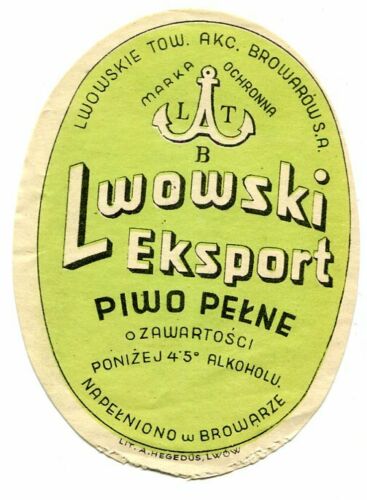 LWOWSKIE TOW. AKC. BROWARÓW S.A.
MARKA OCHRONNA
L A T
B
Lwowski
Eksport
PIWO PEŁNE
O ZAWARTOŚCI
PONIŻEJ 4·5° ALKOHOLU.
NAPEŁNIONO W BROWARZE
LIT. A. HEGEDÜS, LWÓW